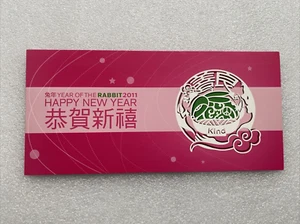 兔年 YEAR OF THE RABBIT 2011
HAPPY NEW YEAR
恭賀新禧
Kind